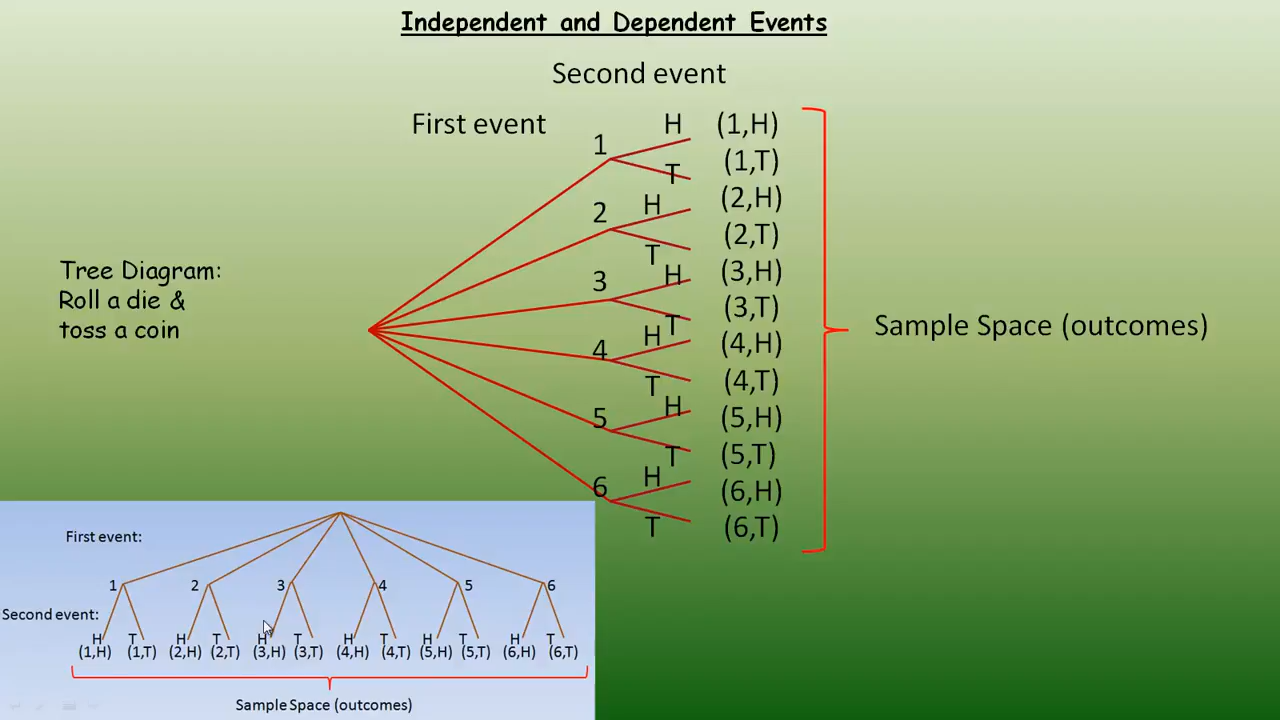 Independent and Dependent Events
Second event
First event
1
H
(1,H)
T
(1,T)
2
H
(2,H)
T
(2,T)
3
H
(3,H)
T
(3,T)
4
H
(4,H)
T
(4,T)
5
H
(5,H)
T
(5,T)
6
H
(6,H)
T
(6,T)
Tree Diagram:
Roll a die &
toss a coin
Sample Space (outcomes)
First event:
1 2 3 4 5 6
Second event:
H T H T H T H T H T H T
(1,H) (1,T) (2,H) (2,T) (3,H) (3,T) (4,H) (4,T) (5,H) (5,T) (6,H) (6,T)
Sample Space (outcomes)